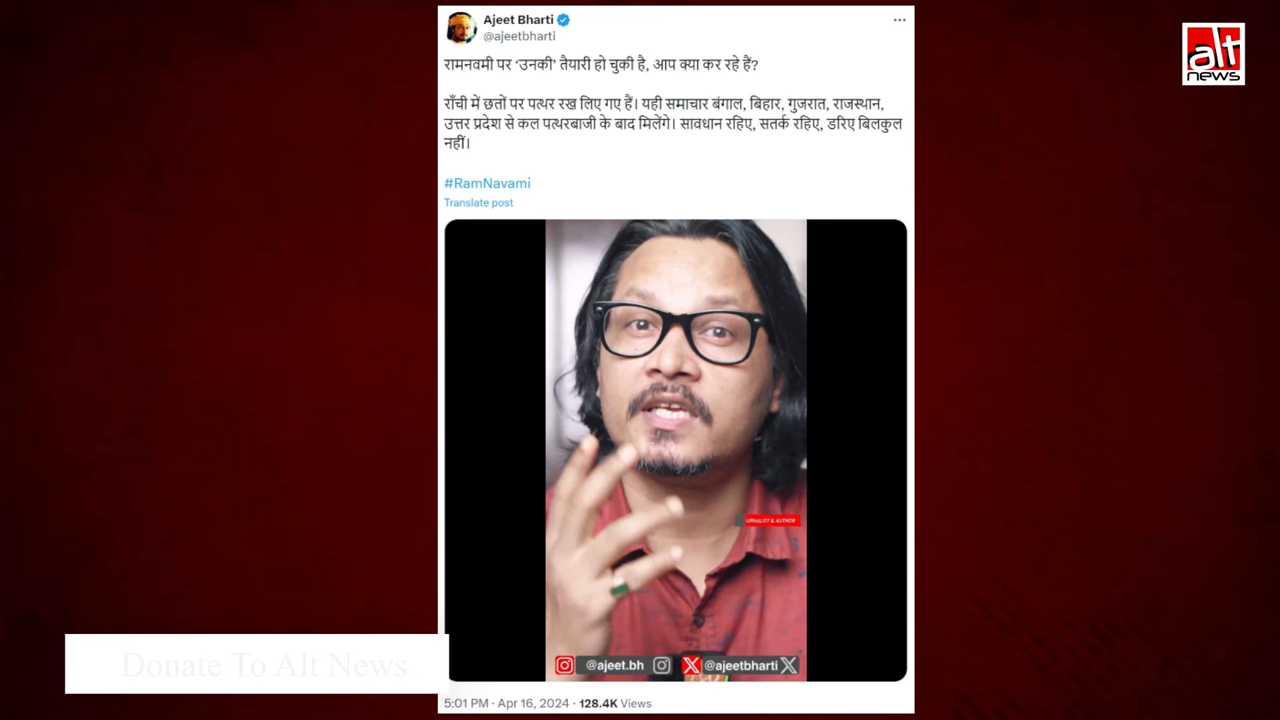 Ajeet Bharti
@ajeetbharti
रामनवमी पर ‘उनकी’ तैयारी हो चुकी है, आप क्या कर रहे हैं?
राँची में छतों पर पत्थर रख लिए गए हैं। यही समाचार बंगाल, बिहार, गुजरात, राजस्थान,
उत्तर प्रदेश से कल पत्थरबाजी के बाद मिलेंगे। सावधान रहिए, सतर्क रहिए, डरिए बिलकुल
नहीं।
#RamNavami
Translate post
URNALIST & AUTHOR
@ajeet.bh
@ajeetbharti
5:01 PM · Apr 16, 2024 · 128.4K Views
alt
news
Donate To Alt News